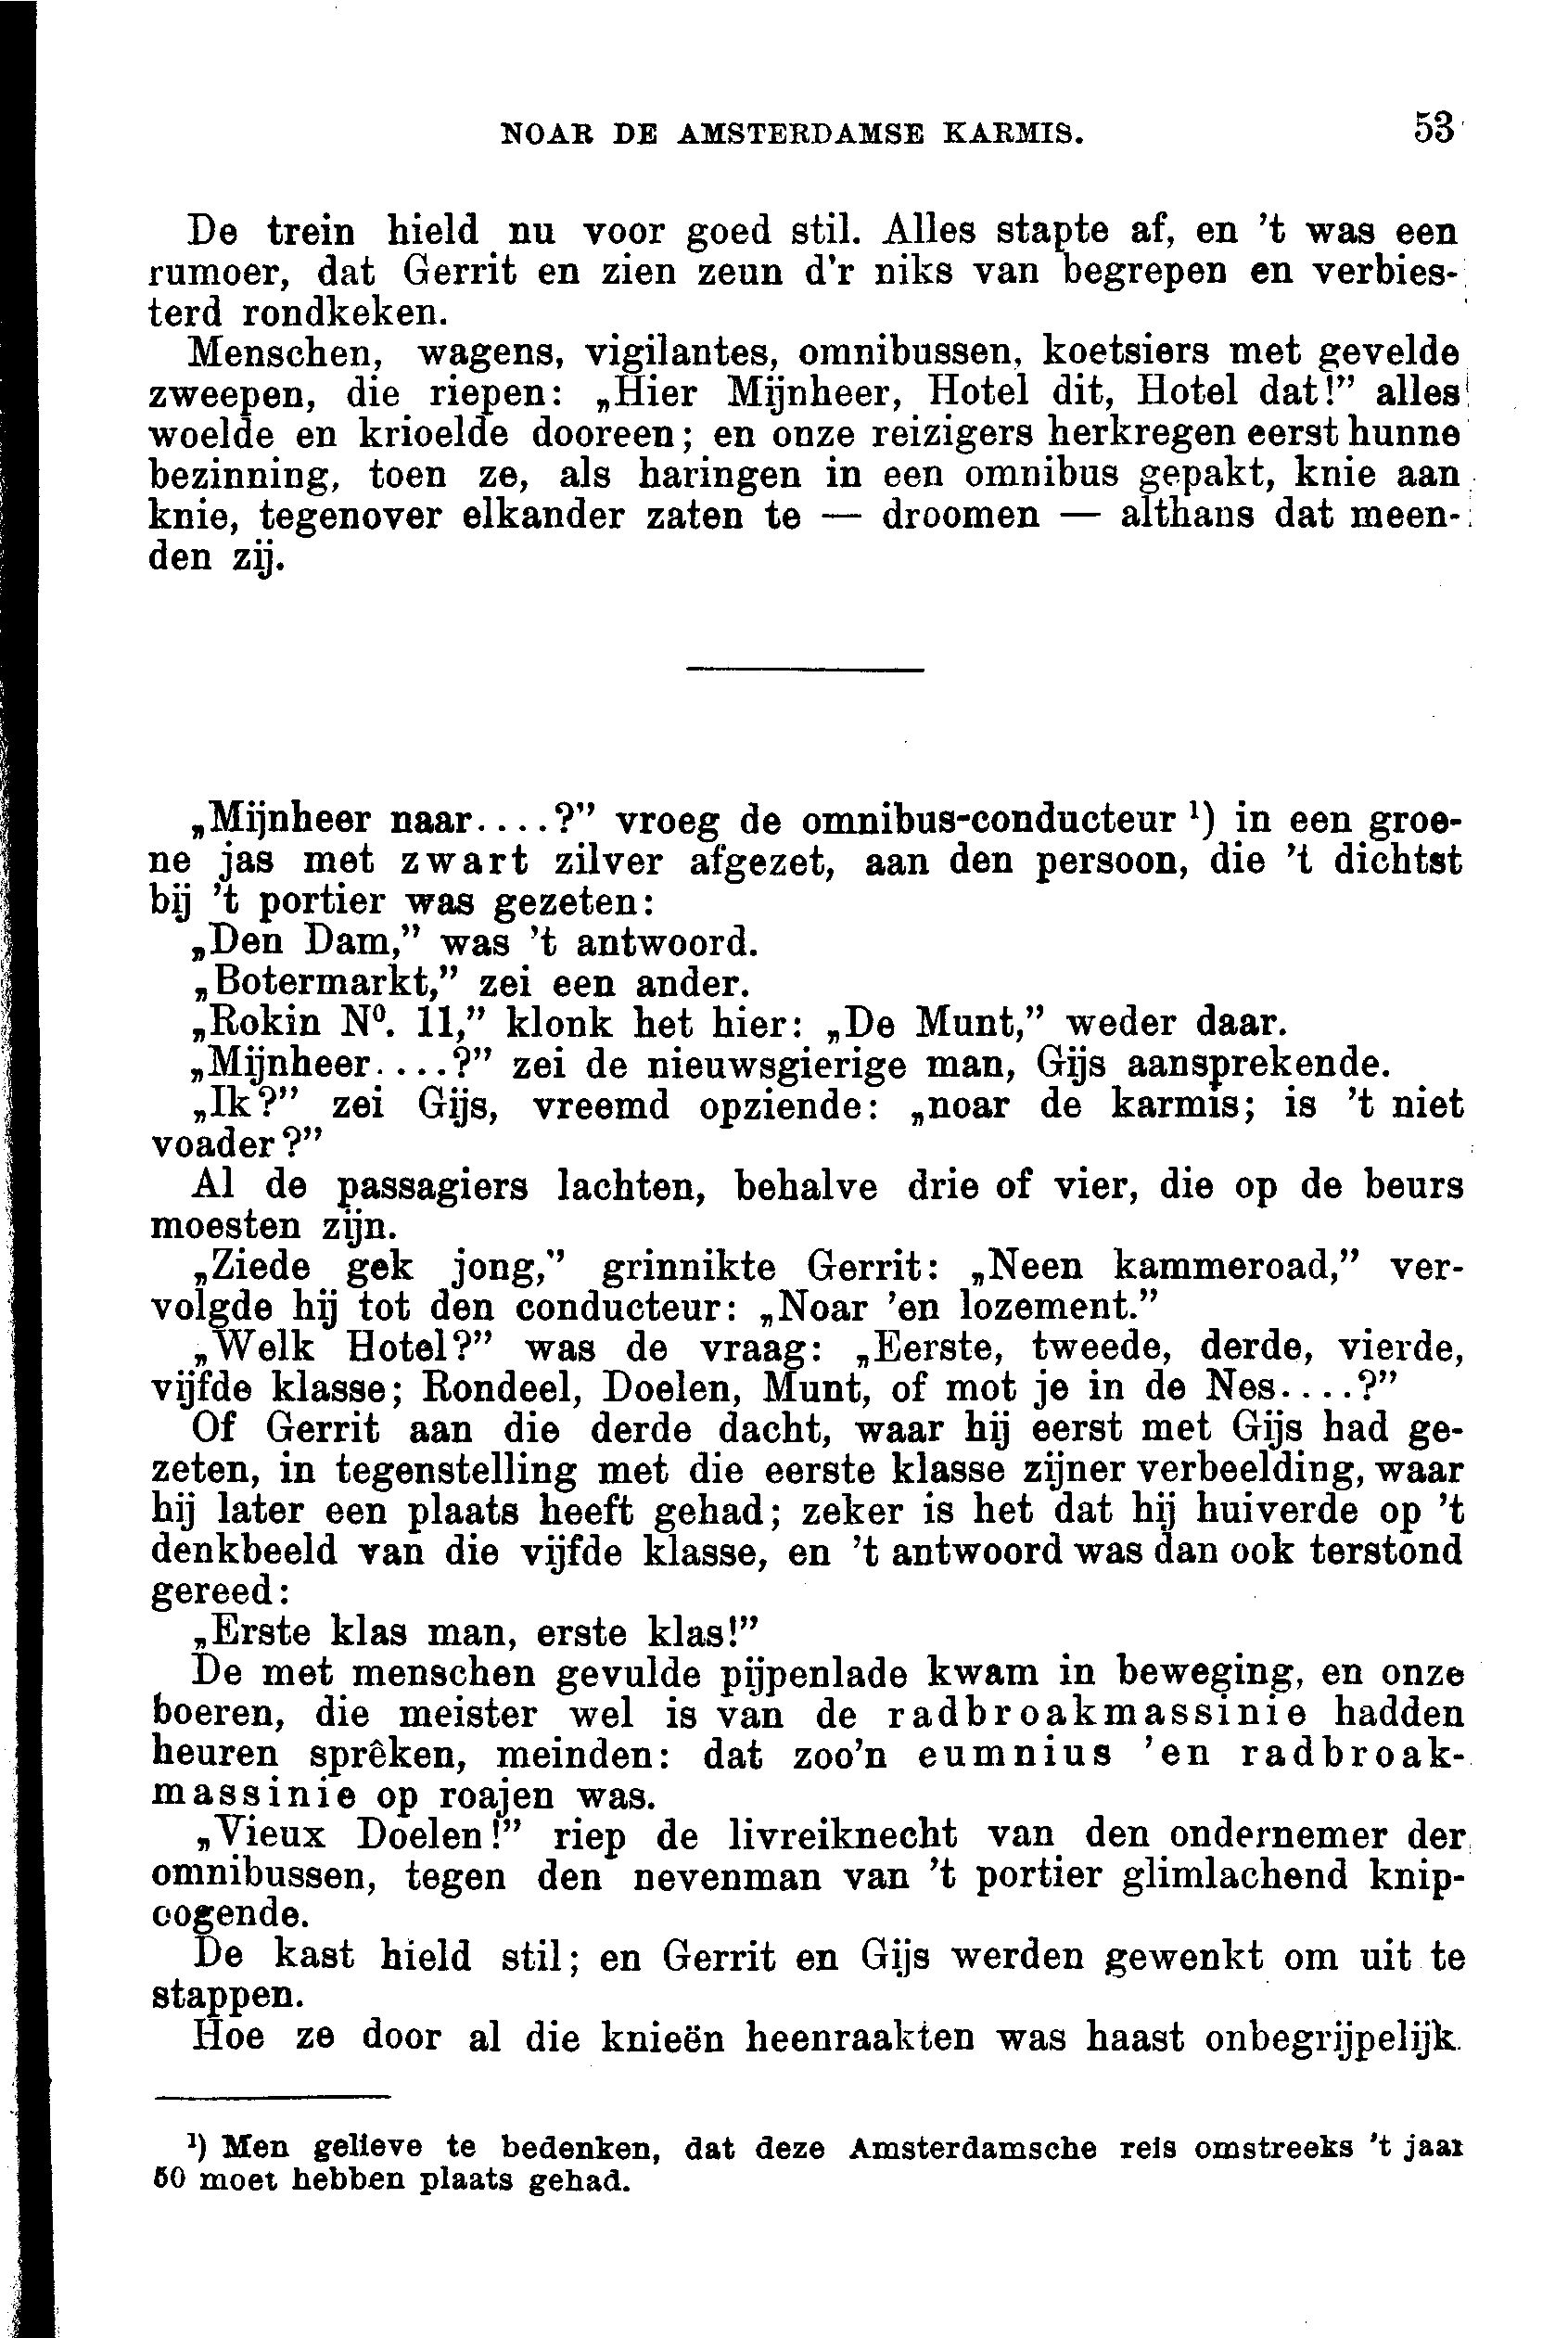 NOAR DE AMSTERDAMSE KARMIS. 53
De trein hield nu voor goed stil. Alles stapte af, en ’t was een
rumoer, dat Gerrit en zien zeun d'r niks van begrepen en verbies-
terd rondkeken.
Menschen, wagens, vigilantes, omnibussen, koetsiers met gevelde
zweepen, die riepen: „Hier Mijnheer, Hotel dit, Hotel dat!” alles
woelde en krioelde dooreen; en onze reizigers herkregen eerst hunne
bezinning, toen ze, als haringen in een omnibus gepakt, knie aan
knie, tegenover elkander zaten te — droomen — althans dat meen-
den zij.
„Mijnheer naar....?” vroeg de omnibus-conducteur ¹) in een groe-
ne jas met zwart zilver afgezet, aan den persoon, die ’t dichtst
bij ’t portier was gezeten:
„Den Dam,” was ’t antwoord.
„Botermarkt,” zei een ander.
„Rokin Nº. 11,” klonk het hier: „De Munt,” weder daar.
„Mijnheer....?” zei de nieuwsgierige man, Gijs aansprekende.
„Ik?” zei Gijs, vreemd opziende: „noar de karmis; is ’t niet
voader?”
Al de passagiers lachten, behalve drie of vier, die op de beurs
moesten zijn.
„Ziede gek jong,” grinnikte Gerrit: „Neen kammeroad,” ver-
volgde hij tot den conducteur: „Noar ’en lozement.”
„Welk Hotel?” was de vraag: „Eerste, tweede, derde, vierde,
vijfde klasse; Rondeel, Doelen, Munt, of mot je in de Nes....?”
Of Gerrit aan die derde dacht, waar hij eerst met Gijs had ge-
zeten, in tegenstelling met die eerste klasse zijner verbeelding, waar
hij later een plaats heeft gehad; zeker is het dat hij huiverde op ’t
denkbeeld van die vijfde klasse, en ’t antwoord was dan ook terstond
gereed:
„Erste klas man, erste klas!”
De met menschen gevulde pijpenlade kwam in beweging, en onze
boeren, die meister wel is van de radbroakmassinie hadden
heuren sprêken, meinden: dat zoo’n eumnius ’en radbroak-
massinie op roajen was.
„Vieux Doelen!” riep de livreiknecht van den ondernemer der
omnibussen, tegen den nevenman van ’t portier glimlachend knip-
oogende.
De kast hield stil; en Gerrit en Gijs werden gewenkt om uit te
stappen.
Hoe ze door al die knieën heenraakten was haast onbegrijpelijk.
¹) Men gelieve te bedenken, dat deze Amsterdamsche reis omstreeks ’t jaar
50 moet hebben plaats gehad.